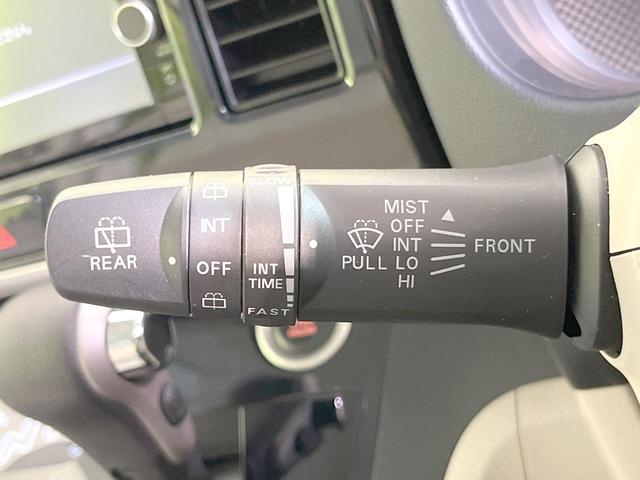 REAR
INT
OFF
SLOW
INT
TIME
FAST
MIST
OFF
INT
PULL LO
HI
FRONT